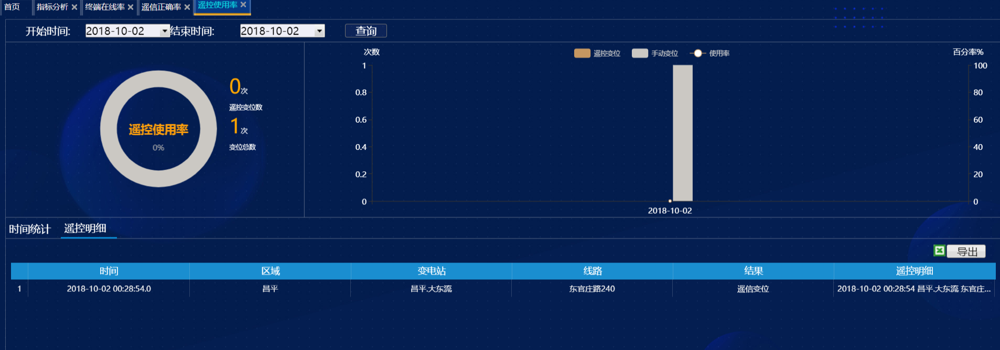 首页 指标分析 终端在线率 遥信正确率 遥控使用率
开始时间: 2018-10-02 结束时间: 2018-10-02 查询
遥控使用率
0%
0次
遥控变位数
1次
变位总数
次数 遥控变位 手动变位 使用率 百分率%
1 100
0.8 80
0.6 60
0.4 40
0.2 20
0 0
2018-10-02
时间统计 遥控明细
导出
时间 区域 变电站 线路 结果 遥控明细
1 2018-10-02 00:28:54.0 昌平 昌平.大东流 东官庄路240 遥信变位 2018-10-02 00:28:54 昌平.大东流 东官庄...